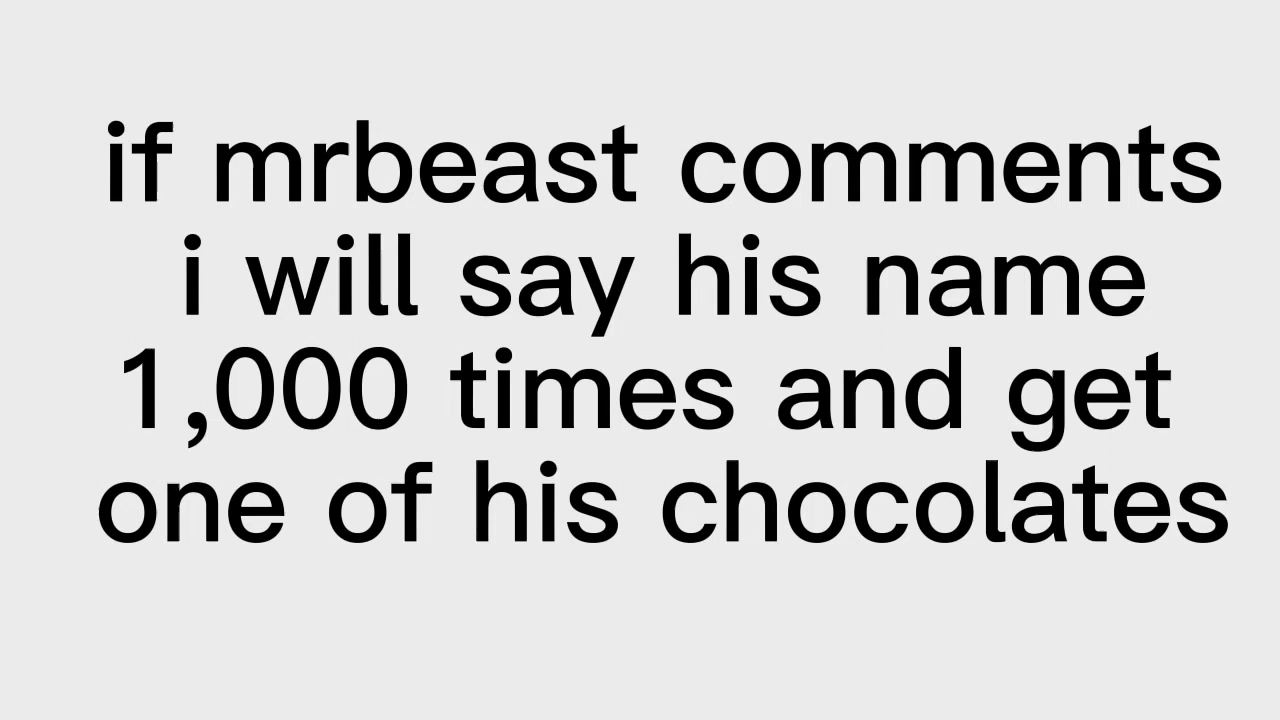 if mrbeast comments
i will say his name
1,000 times and get
one of his chocolates